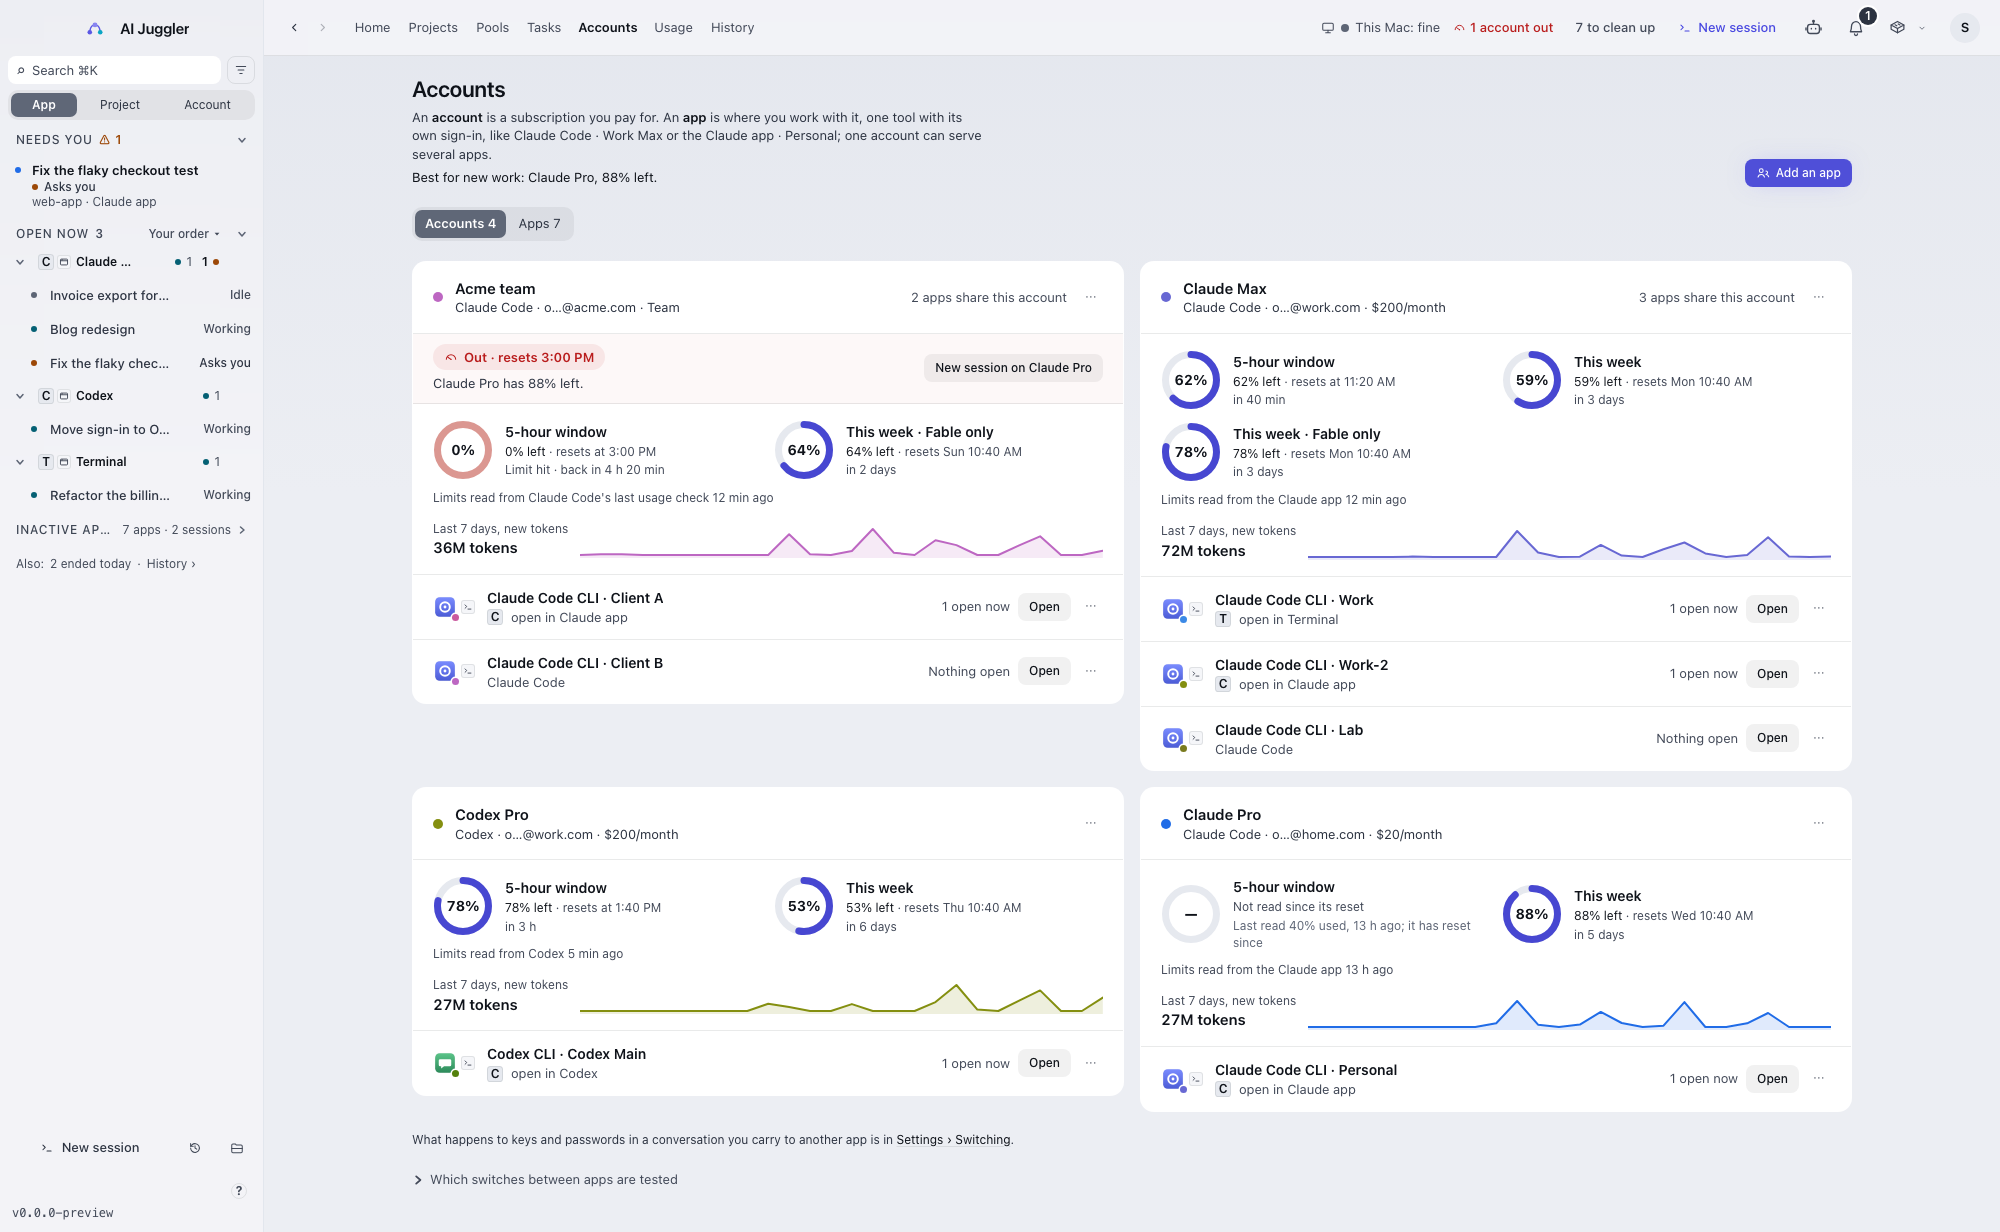 AI Juggler
Search ⌘K
App Project Account
NEEDS YOU 1
Fix the flaky checkout test
Asks you
web-app · Claude app
OPEN NOW 3 Your order
C Claude ... 1 1
Invoice export for... Idle
Blog redesign Working
Fix the flaky chec... Asks you
C Codex 1
Move sign-in to O... Working
T Terminal 1
Refactor the billin... Working
INACTIVE AP... 7 apps · 2 sessions
Also: 2 ended today · History ›
New session
?
v0.0.0-preview
Home Projects Pools Tasks Accounts Usage History
This Mac: fine 1 account out 7 to clean up New session 1 S
Accounts
An account is a subscription you pay for. An app is where you work with it, one tool with its
own sign-in, like Claude Code · Work Max or the Claude app · Personal; one account can serve
several apps.
Best for new work: Claude Pro, 88% left.
Add an app
Accounts 4 Apps 7
Acme team
Claude Code · o...@acme.com · Team
2 apps share this account ...
Out · resets 3:00 PM
Claude Pro has 88% left.
New session on Claude Pro
0%
5-hour window
0% left · resets at 3:00 PM
Limit hit · back in 4 h 20 min
64%
This week · Fable only
64% left · resets Sun 10:40 AM
in 2 days
Limits read from Claude Code's last usage check 12 min ago
Last 7 days, new tokens
36M tokens
Claude Code CLI · Client A
C open in Claude app
1 open now Open ...
Claude Code CLI · Client B
Claude Code
Nothing open Open ...
Claude Max
Claude Code · o...@work.com · $200/month
3 apps share this account ...
62%
5-hour window
62% left · resets at 11:20 AM
in 40 min
59%
This week
59% left · resets Mon 10:40 AM
in 3 days
78%
This week · Fable only
78% left · resets Mon 10:40 AM
in 3 days
Limits read from the Claude app 12 min ago
Last 7 days, new tokens
72M tokens
Claude Code CLI · Work
T open in Terminal
1 open now Open ...
Claude Code CLI · Work-2
C open in Claude app
1 open now Open ...
Claude Code CLI · Lab
Claude Code
Nothing open Open ...
Codex Pro
Codex · o...@work.com · $200/month
...
78%
5-hour window
78% left · resets at 1:40 PM
in 3 h
53%
This week
53% left · resets Thu 10:40 AM
in 6 days
Limits read from Codex 5 min ago
Last 7 days, new tokens
27M tokens
Codex CLI · Codex Main
C open in Codex
1 open now Open ...
Claude Pro
Claude Code · o...@home.com · $20/month
...
–
5-hour window
Not read since its reset
Last read 40% used, 13 h ago; it has reset
since
88%
This week
88% left · resets Wed 10:40 AM
in 5 days
Limits read from the Claude app 13 h ago
Last 7 days, new tokens
27M tokens
Claude Code CLI · Personal
C open in Claude app
1 open now Open ...
What happens to keys and passwords in a conversation you carry to another app is in Settings › Switching.
Which switches between apps are tested